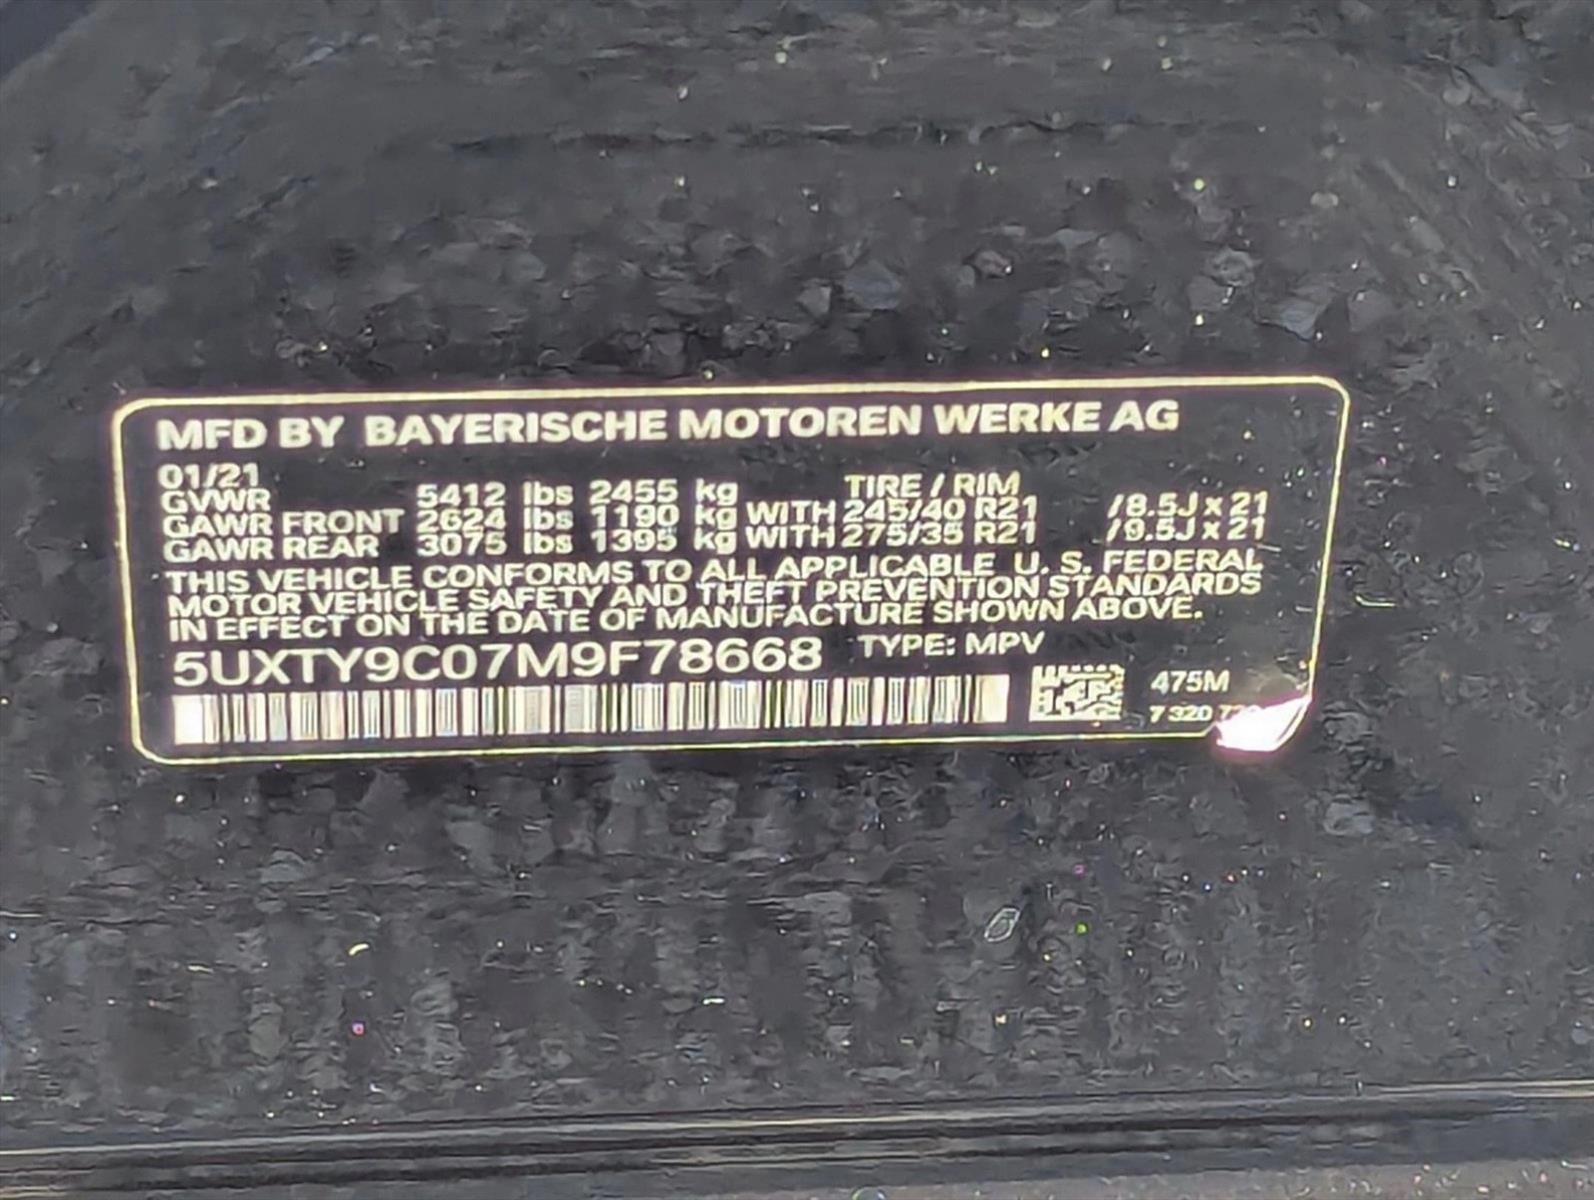 MFD BY BAYERISCHE MOTOREN WERKE AG
01/21 TIRE / RIM
GVWR 5412 lbs 2455 kg
GAWR FRONT 2624 lbs 1190 kg WITH 245/40 R21 /8.5J x 21
GAWR REAR 3075 lbs 1395 kg WITH 275/35 R21 /9.5J x 21
THIS VEHICLE CONFORMS TO ALL APPLICABLE U. S. FEDERAL
MOTOR VEHICLE SAFETY AND THEFT PREVENTION STANDARDS
IN EFFECT ON THE DATE OF MANUFACTURE SHOWN ABOVE.
5UXTY9C07M9F78668 TYPE: MPV
475M
7 320